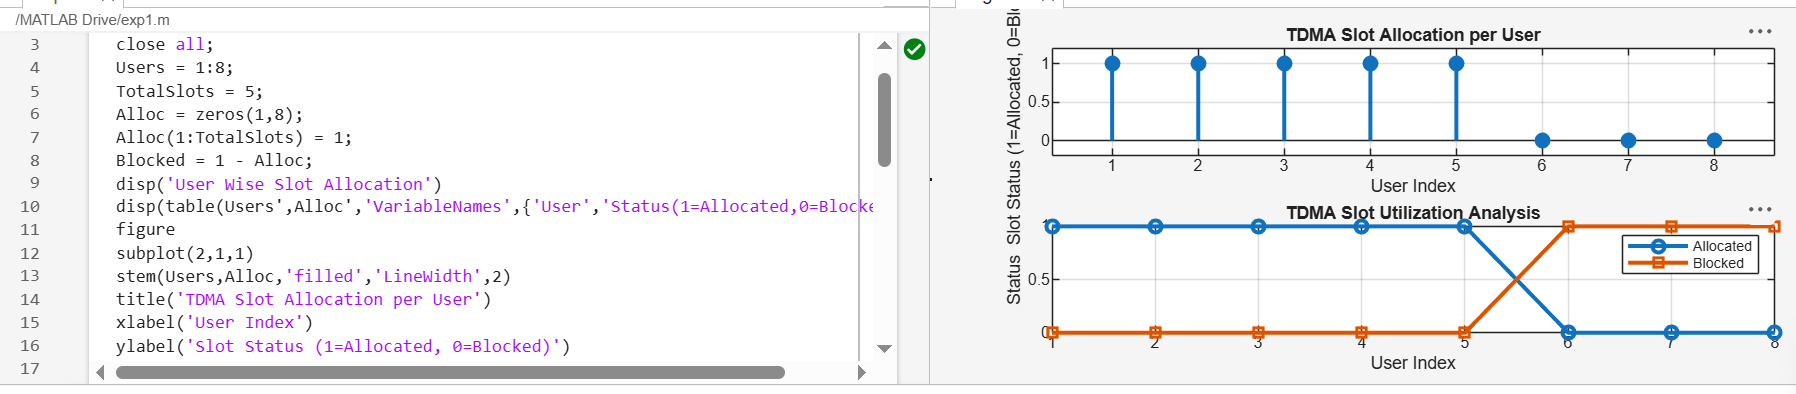 /MATLAB Drive/exp1.m
3 close all;
4 Users = 1:8;
5 TotalSlots = 5;
6 Alloc = zeros(1,8);
7 Alloc(1:TotalSlots) = 1;
8 Blocked = 1 - Alloc;
9 disp('User Wise Slot Allocation')
10 disp(table(Users',Alloc','VariableNames',{'User','Status(1=Allocated,0=Blocke
11 figure
12 subplot(2,1,1)
13 stem(Users,Alloc,'filled','LineWidth',2)
14 title('TDMA Slot Allocation per User')
15 xlabel('User Index')
16 ylabel('Slot Status (1=Allocated, 0=Blocked)')
17
TDMA Slot Allocation per User
Slot Status (1=Allocated, 0=Bl
1
0.5
0
1 2 3 4 5 6 7 8
User Index
TDMA Slot Utilization Analysis
Status
1
0.5
0
Allocated
Blocked
1 2 3 4 5 6 7 8
User Index